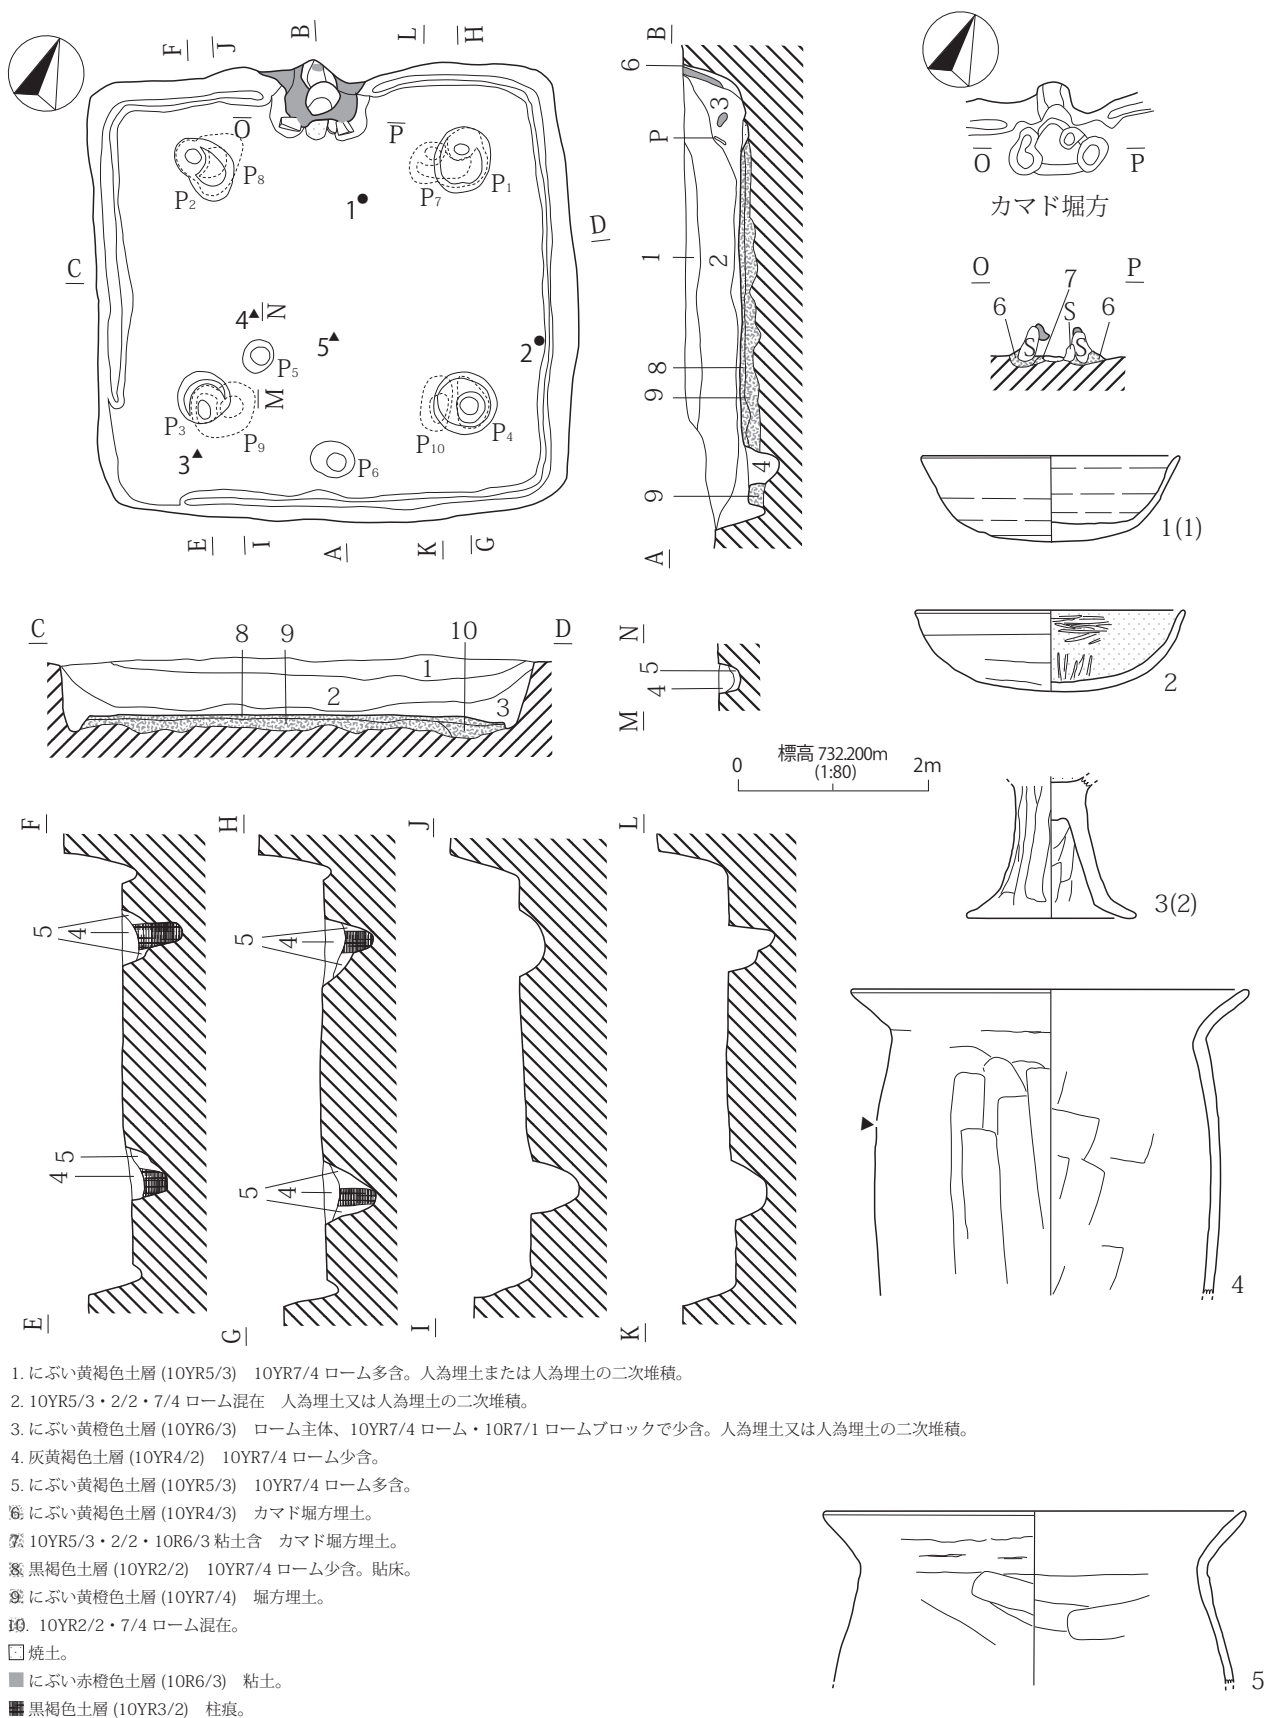 F
J
B
L
H
O
P
P8
P2
P7
P1
1
C
D
4
N
5
2
P5
M
P3
P9
3
P10
P4
P6
E
I
A
K
G
B
6
3
P
1
2
8
9
4
9
A
O
P
カマド堀方
O
P
7
6
S
6
S
S
1(1)
2
C
8
9
10
D
1
2
3
N
5
4
M
標高 732.200m
0
(1:80)
2m
3(2)
F
H
J
L
5
4
5
4
5
4
5
4
E
G
I
K
4
1. にぶい黄褐色土層 (10YR5/3) 10YR7/4 ローム多含。人為埋土または人為埋土の二次堆積。
2. 10YR5/3・2/2・7/4 ローム混在 人為埋土又は人為埋土の二次堆積。
3. にぶい黄橙色土層 (10YR6/3) ローム主体、10YR7/4 ローム・10R7/1 ロームブロックで少含。人為埋土又は人為埋土の二次堆積。
4. 灰黄褐色土層 (10YR4/2) 10YR7/4 ローム少含。
5. にぶい黄褐色土層 (10YR5/3) 10YR7/4 ローム多含。
6. にぶい黄褐色土層 (10YR4/3) カマド堀方埋土。
7. 10YR5/3・2/2・10R6/3 粘土含 カマド堀方埋土。
8. 黒褐色土層 (10YR2/2) 10YR7/4 ローム少含。貼床。
9. にぶい黄橙色土層 (10YR7/4) 堀方埋土。
10. 10YR2/2・7/4 ローム混在。
焼土。
にぶい赤橙色土層 (10R6/3) 粘土。
黒褐色土層 (10YR3/2) 柱痕。
5